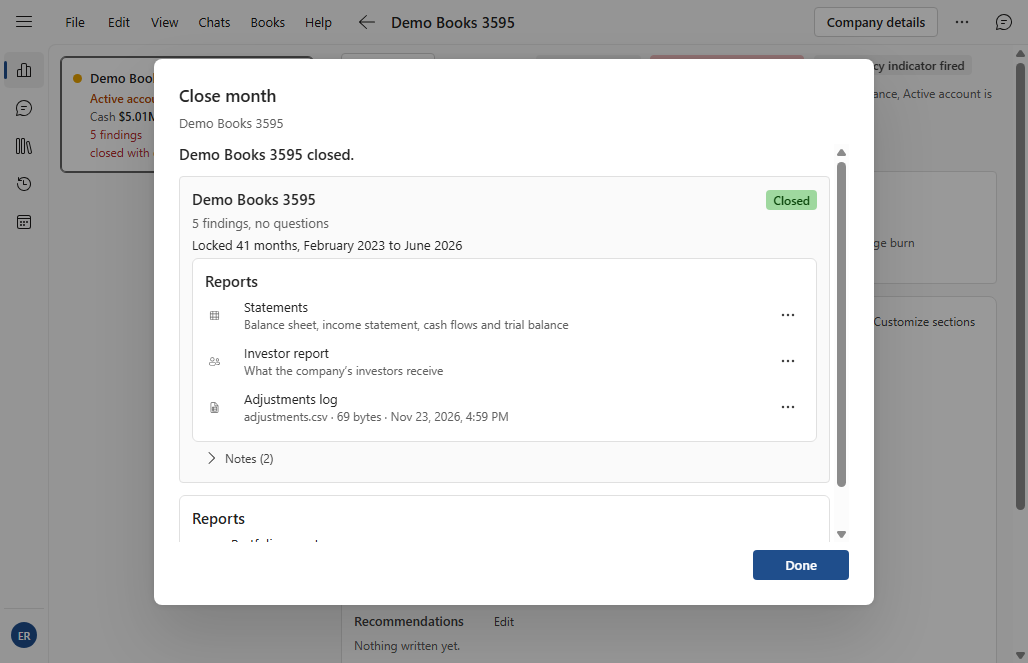 File Edit View Chats Books Help Demo Books 3595 Company details
Demo Boo
Active accou
Cash $5.01M
5 findings
closed with
cy indicator fired
ance, Active account is
ge burn
Customize sections
Close month
Demo Books 3595
Demo Books 3595 closed.
Demo Books 3595
Closed
5 findings, no questions
Locked 41 months, February 2023 to June 2026
Reports
Statements
Balance sheet, income statement, cash flows and trial balance
Investor report
What the company's investors receive
Adjustments log
adjustments.csv · 69 bytes · Nov 23, 2026, 4:59 PM
Notes (2)
Reports
Done
Recommendations Edit
Nothing written yet.
ER